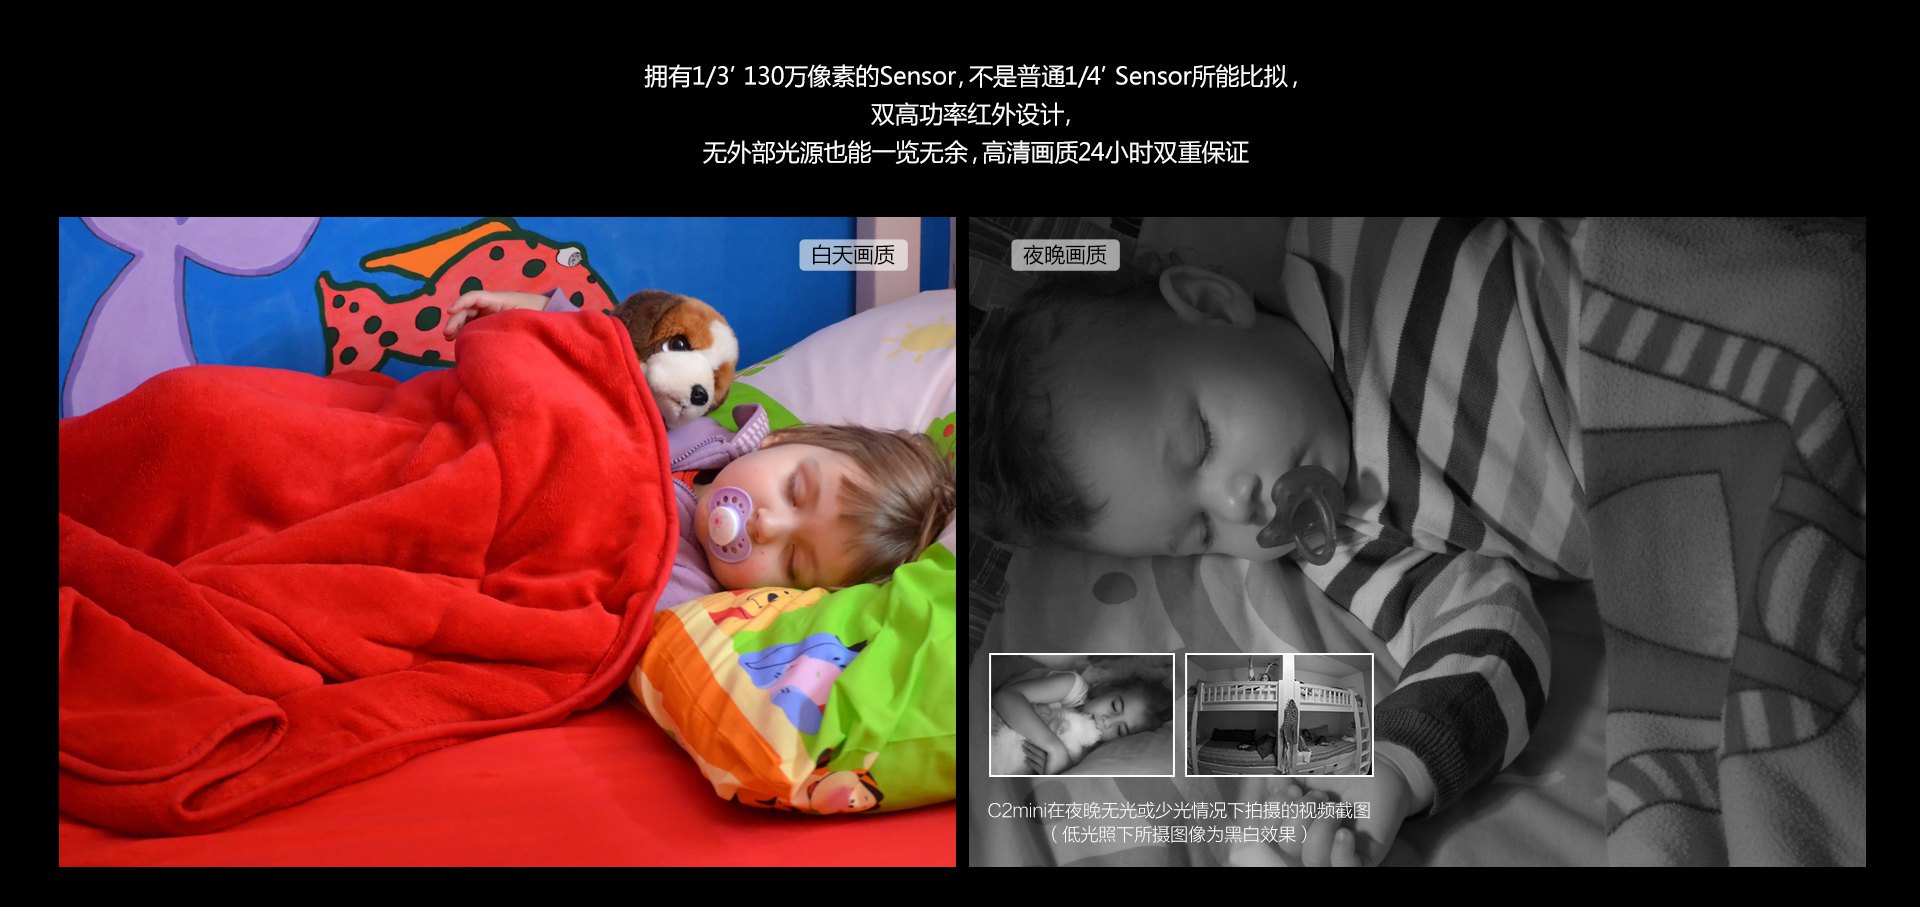 拥有1/3′ 130万像素的Sensor, 不是普通1/4′ Sensor所能比拟,
双高功率红外设计,
无外部光源也能一览无余, 高清画质24小时双重保证
白天画质
夜晚画质
C2mini在夜晚无光或少光情况下拍摄的视频截图
( 低光照下所摄图像为黑白效果 )